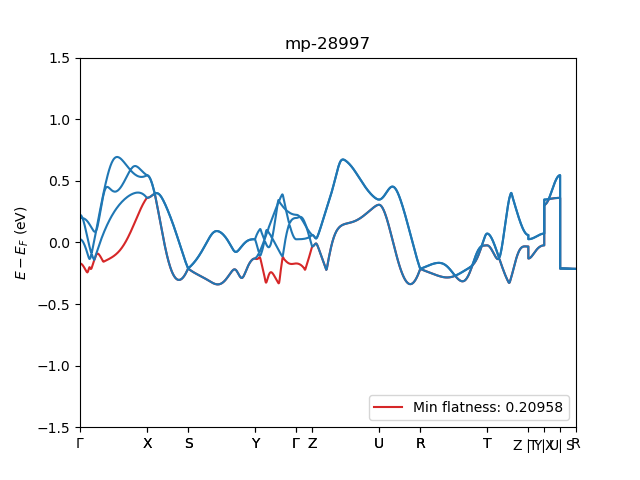 mp-28997
E − E_F (eV)
1.5
1.0
0.5
0.0
−0.5
−1.0
−1.5
Min flatness: 0.20958
Γ X S Y Γ Z U R T Z | T Y | X U | S R